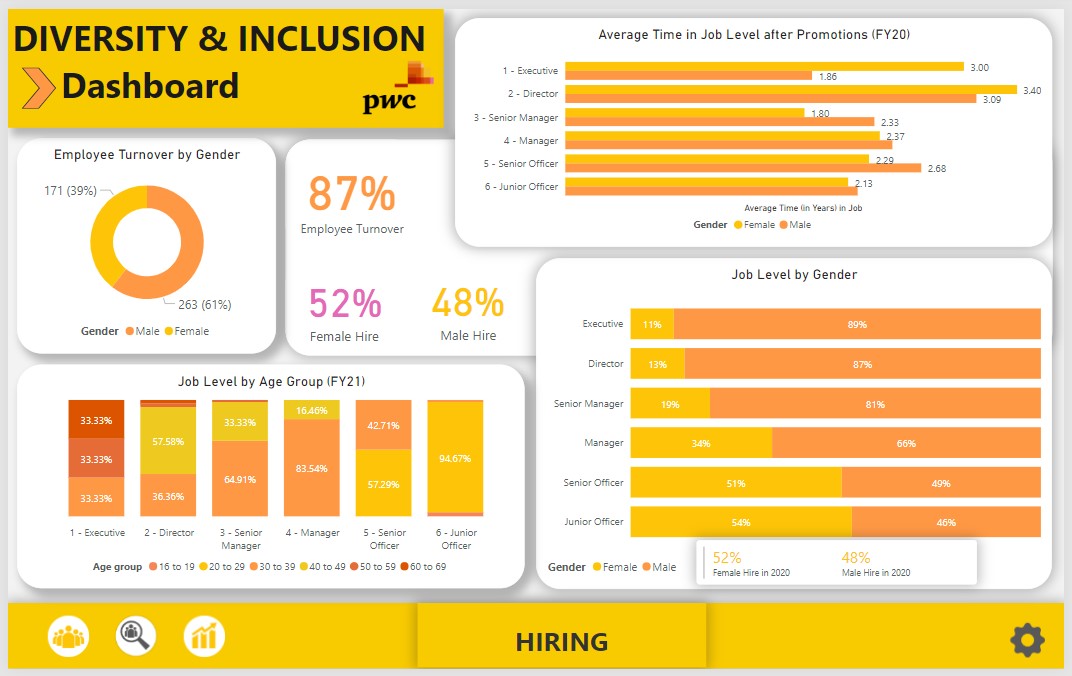 DIVERSITY & INCLUSION
Dashboard
pwc
Average Time in Job Level after Promotions (FY20)
1 - Executive
3.00
1.86
2 - Director
3.40
3.09
3 - Senior Manager
1.80
2.33
4 - Manager
2.37
5 - Senior Officer
2.29
2.68
6 - Junior Officer
2.13
Average Time (in Years) in Job
Gender Female Male
Employee Turnover by Gender
171 (39%)
263 (61%)
Gender Male Female
87%
Employee Turnover
52%
Female Hire
48%
Male Hire
Job Level by Gender
Executive 11% 89%
Director 13% 87%
Senior Manager 19% 81%
Manager 34% 66%
Senior Officer 51% 49%
Junior Officer 54% 46%
Gender Female Male
52%
Female Hire in 2020
48%
Male Hire in 2020
Job Level by Age Group (FY21)
33.33%
33.33%
33.33%
57.58%
36.36%
33.33%
64.91%
16.46%
83.54%
42.71%
57.29%
94.67%
1 - Executive
2 - Director
3 - Senior
Manager
4 - Manager
5 - Senior
Officer
6 - Junior
Officer
Age group 16 to 19 20 to 29 30 to 39 40 to 49 50 to 59 60 to 69
HIRING